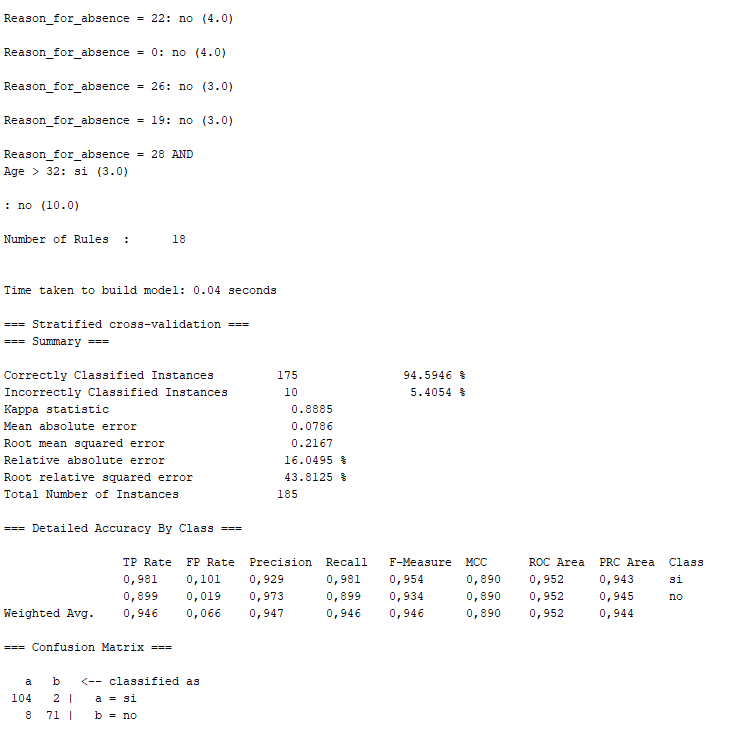 Reason_for_absence = 22: no (4.0)
Reason_for_absence = 0: no (4.0)
Reason_for_absence = 26: no (3.0)
Reason_for_absence = 19: no (3.0)
Reason_for_absence = 28 AND
Age > 32: si (3.0)
: no (10.0)
Number of Rules : 18
Time taken to build model: 0.04 seconds
=== Stratified cross-validation ===
=== Summary ===
Correctly Classified Instances 175 94.5946 %
Incorrectly Classified Instances 10 5.4054 %
Kappa statistic 0.8885
Mean absolute error 0.0786
Root mean squared error 0.2167
Relative absolute error 16.0495 %
Root relative squared error 43.8125 %
Total Number of Instances 185
=== Detailed Accuracy By Class ===
TP Rate FP Rate Precision Recall F-Measure MCC ROC Area PRC Area Class
0,981 0,101 0,929 0,981 0,954 0,890 0,952 0,943 si
0,899 0,019 0,973 0,899 0,934 0,890 0,952 0,945 no
Weighted Avg. 0,946 0,066 0,947 0,946 0,946 0,890 0,952 0,944
=== Confusion Matrix ===
a b <-- classified as
104 2 | a = si
8 71 | b = no